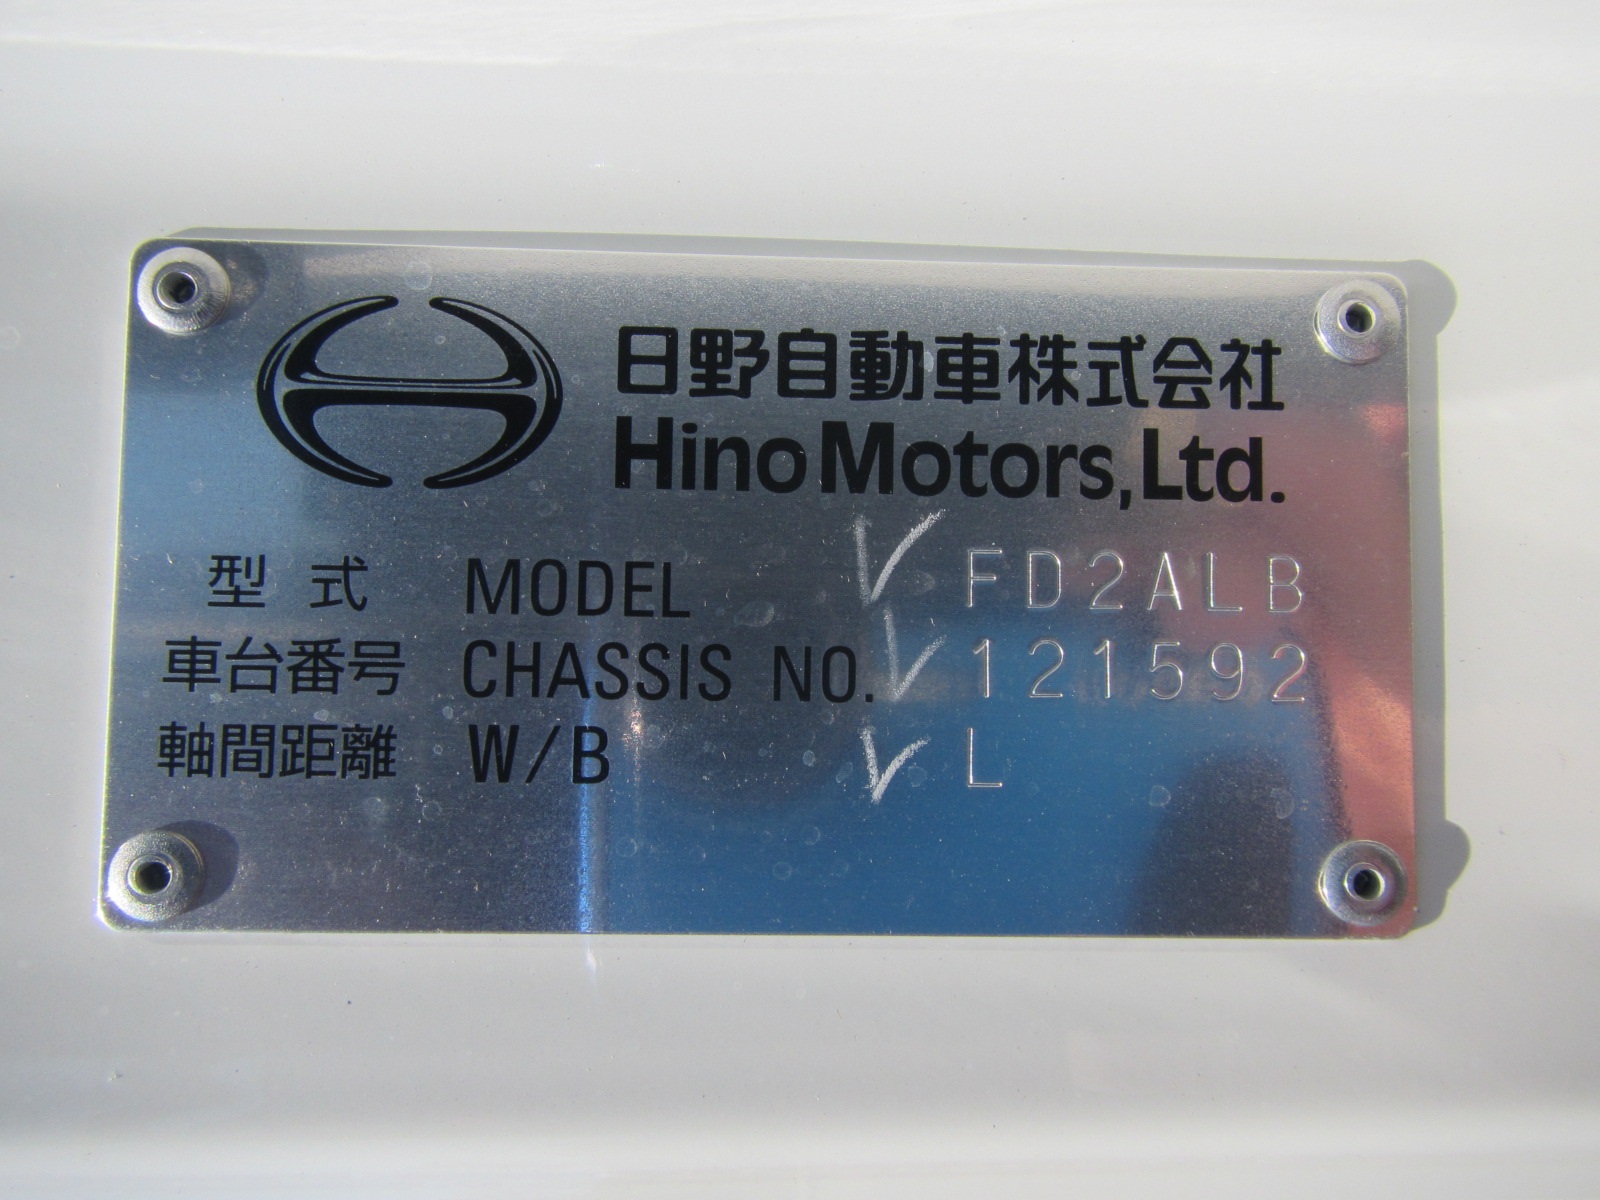 日野自動車株式会社
Hino Motors, Ltd.
型式 MODEL FD2ALB
車台番号 CHASSIS NO. 121592
軸間距離 W/B L